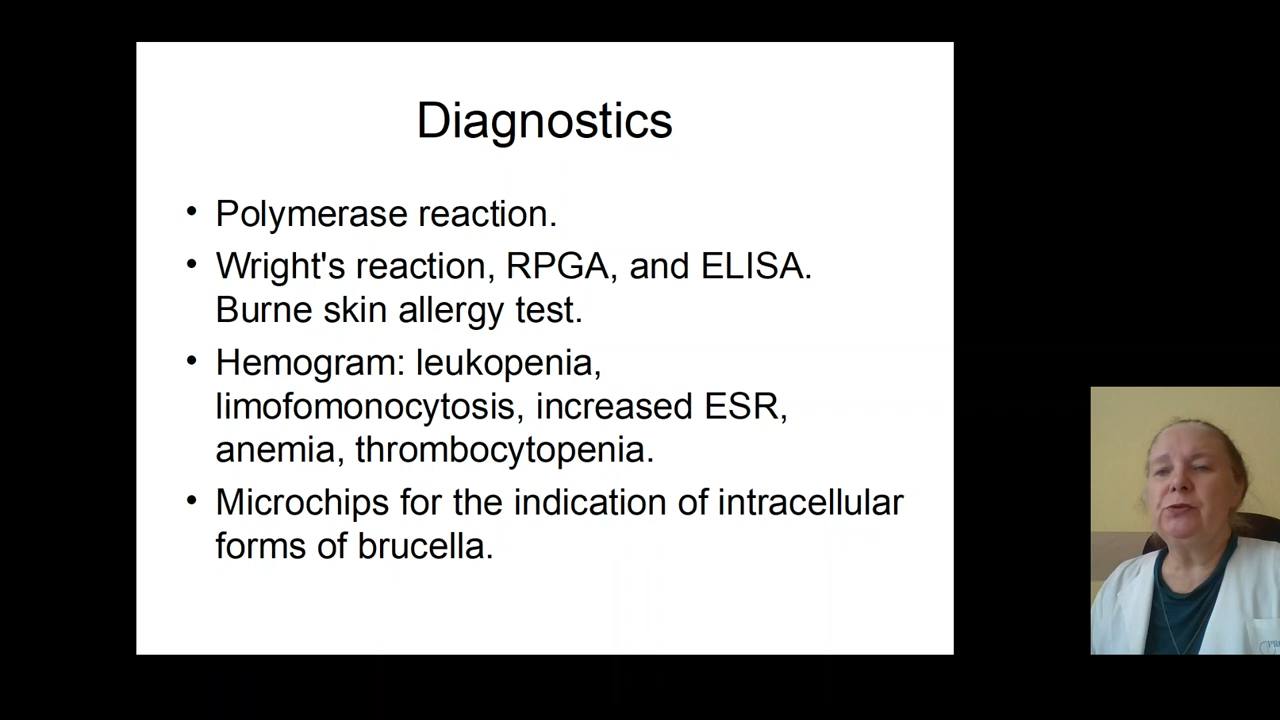 Diagnostics
• Polymerase reaction.
• Wright's reaction, RPGA, and ELISA.
Burne skin allergy test.
• Hemogram: leukopenia,
limofomonocytosis, increased ESR,
anemia, thrombocytopenia.
• Microchips for the indication of intracellular
forms of brucella.